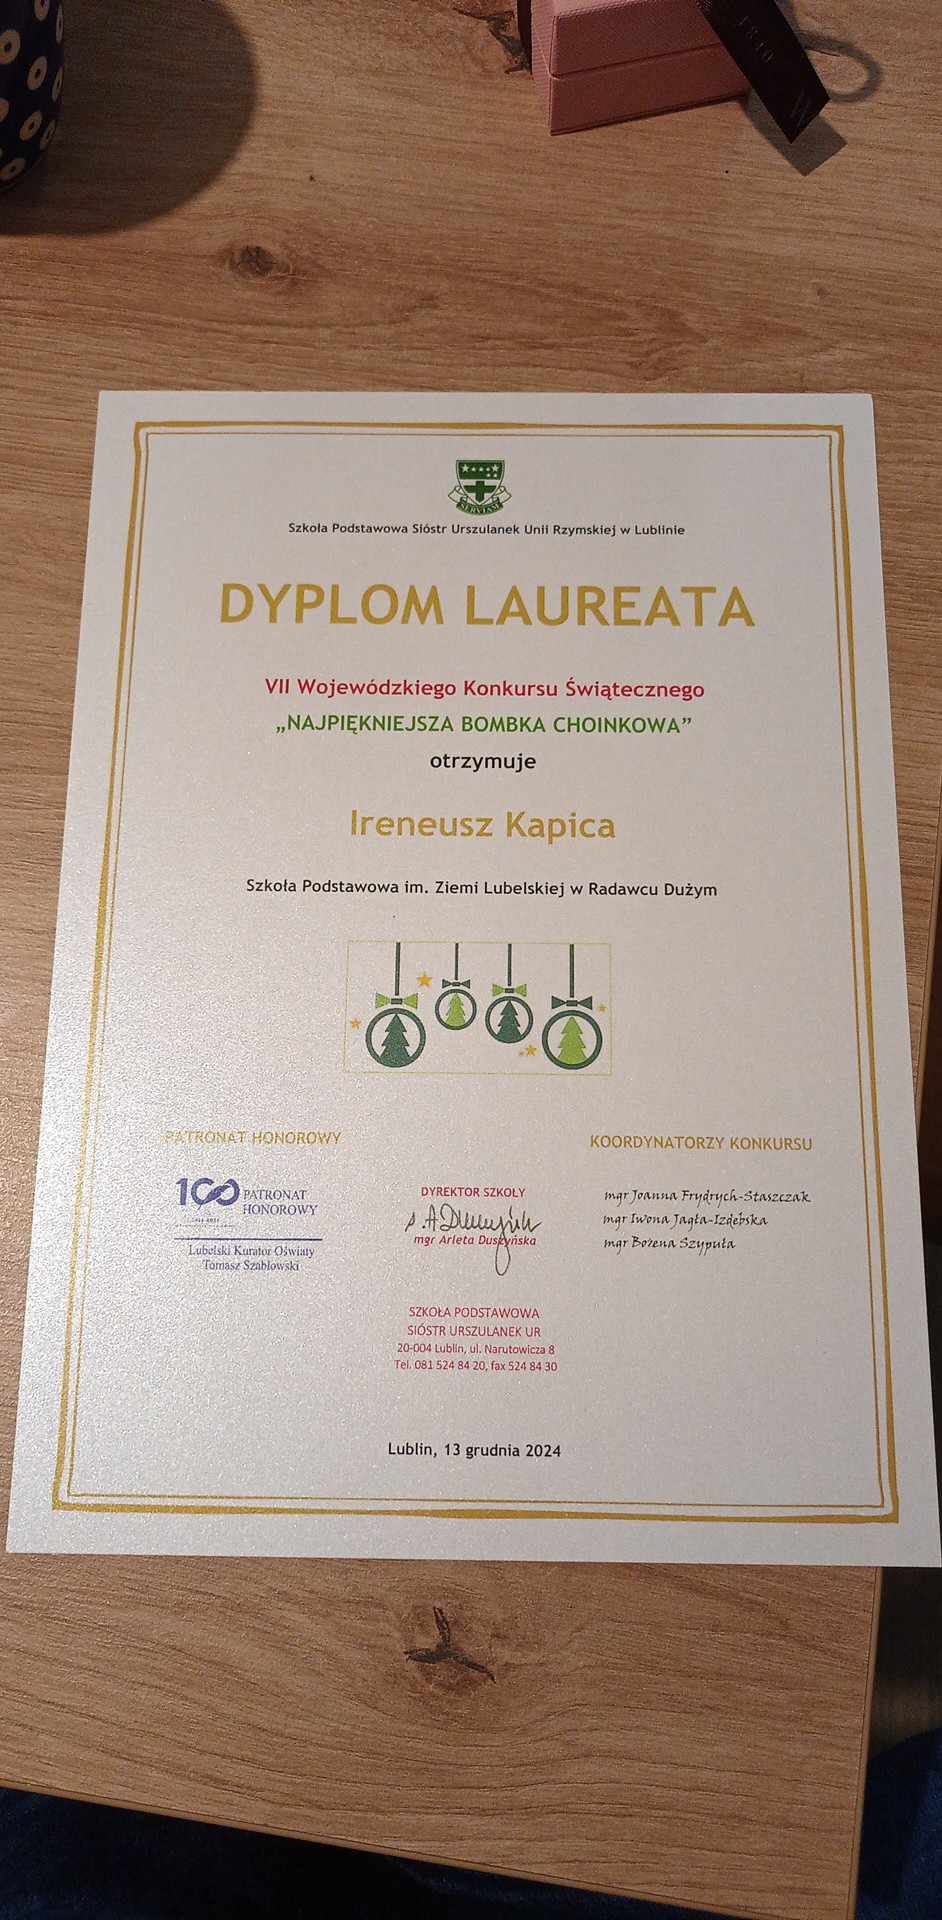 1810
W
SERVIAM
Szkoła Podstawowa Sióstr Urszulanek Unii Rzymskiej w Lublinie
DYPLOM LAUREATA
VII Wojewódzkiego Konkursu Świątecznego
„NAJPIĘKNIEJSZA BOMBKA CHOINKOWA”
otrzymuje
Ireneusz Kapica
Szkoła Podstawowa im. Ziemi Lubelskiej w Radawcu Dużym
PATRONAT HONOROWY
100 PATRONAT
HONOROWY
Lubelski Kurator Oświaty
Tomasz Szabłowski
DYREKTOR SZKOŁY
mgr Arleta Duszyńska
SZKOŁA PODSTAWOWA
SIÓSTR URSZULANEK UR
20-004 Lublin, ul. Narutowicza 8
Tel. 081 524 84 20, fax 524 84 30
KOORDYNATORZY KONKURSU
mgr Joanna Frydrych-Staszczak
mgr Iwona Jagła-Izdebska
mgr Bożena Szypuła
Lublin, 13 grudnia 2024